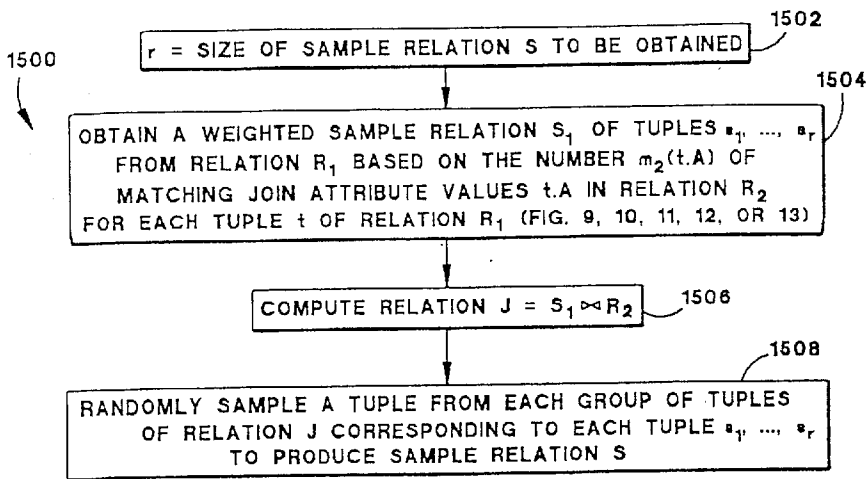 1500
1502
r = SIZE OF SAMPLE RELATION S TO BE OBTAINED
1504
OBTAIN A WEIGHTED SAMPLE RELATION S₁ OF TUPLES s₁, ..., sᵣ
FROM RELATION R₁ BASED ON THE NUMBER m₂(t.A) OF
MATCHING JOIN ATTRIBUTE VALUES t.A IN RELATION R₂
FOR EACH TUPLE t OF RELATION R₁ (FIG. 9, 10, 11, 12, OR 13)
1506
COMPUTE RELATION J = S₁ ⋈ R₂
1508
RANDOMLY SAMPLE A TUPLE FROM EACH GROUP OF TUPLES
OF RELATION J CORRESPONDING TO EACH TUPLE s₁, ..., sᵣ
TO PRODUCE SAMPLE RELATION S